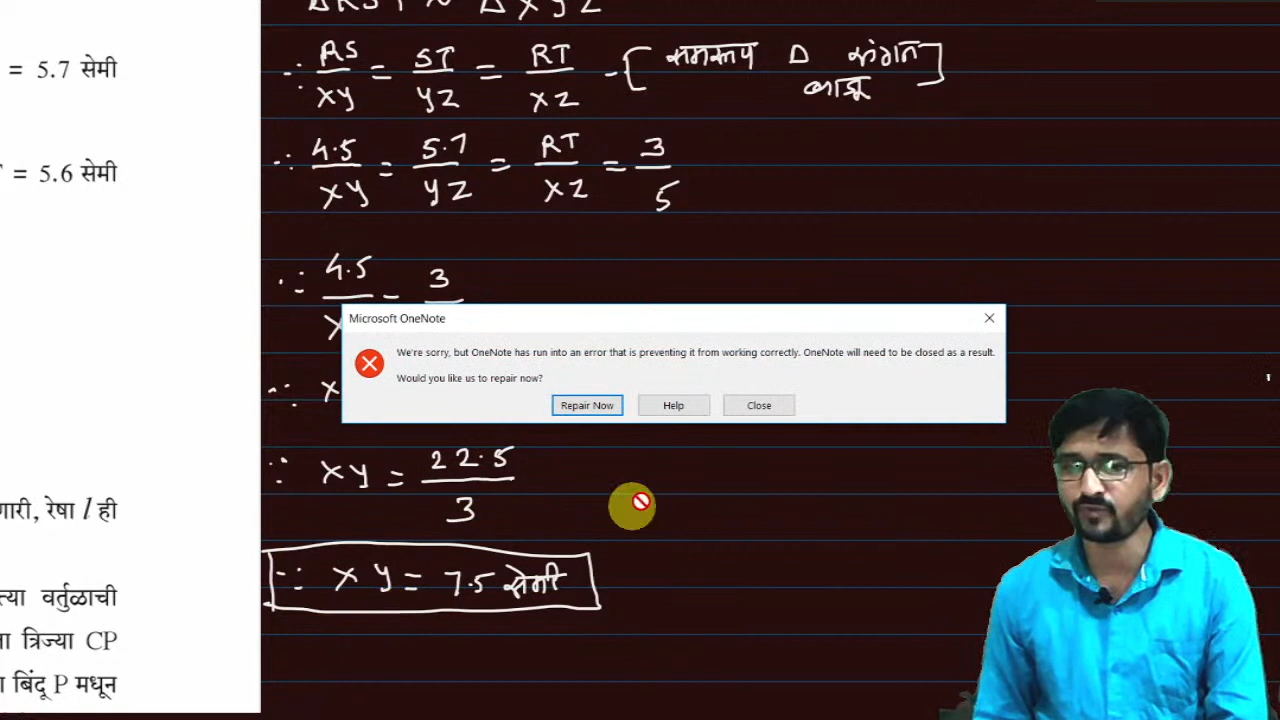 = 5.7 सेमी
= 5.6 सेमी
गारी, रेषा l ही
त्या वर्तुळाची
त्रिज्या CP
बिंदू P मधून
∵ RS/XY = ST/YZ = RT/XZ -[समरूप Δ संगत
बाजू]
∵ 4.5/XY = 5.7/YZ = RT/XZ = 3/5
∵ 4.5/X = 3
∵ X
Microsoft OneNote
We're sorry, but OneNote has run into an error that is preventing it from working correctly. OneNote will need to be closed as a result.
Would you like us to repair now?
Repair Now Help Close
∵ XY = 22.5/3
∵ XY = 7.5 सेमी